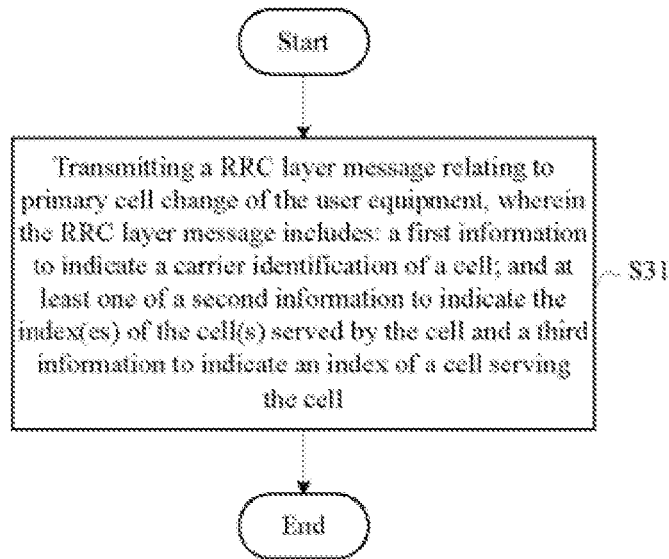 Start
Transmitting a RRC layer message relating to
primary cell change of the user equipment, wherein
the RRC layer message includes: a first information
to indicate a carrier identification of a cell; and at
least one of a second information to indicate the
index(es) of the cell(s) served by the cell and a third
information to indicate an index of a cell serving
the cell
S31
End